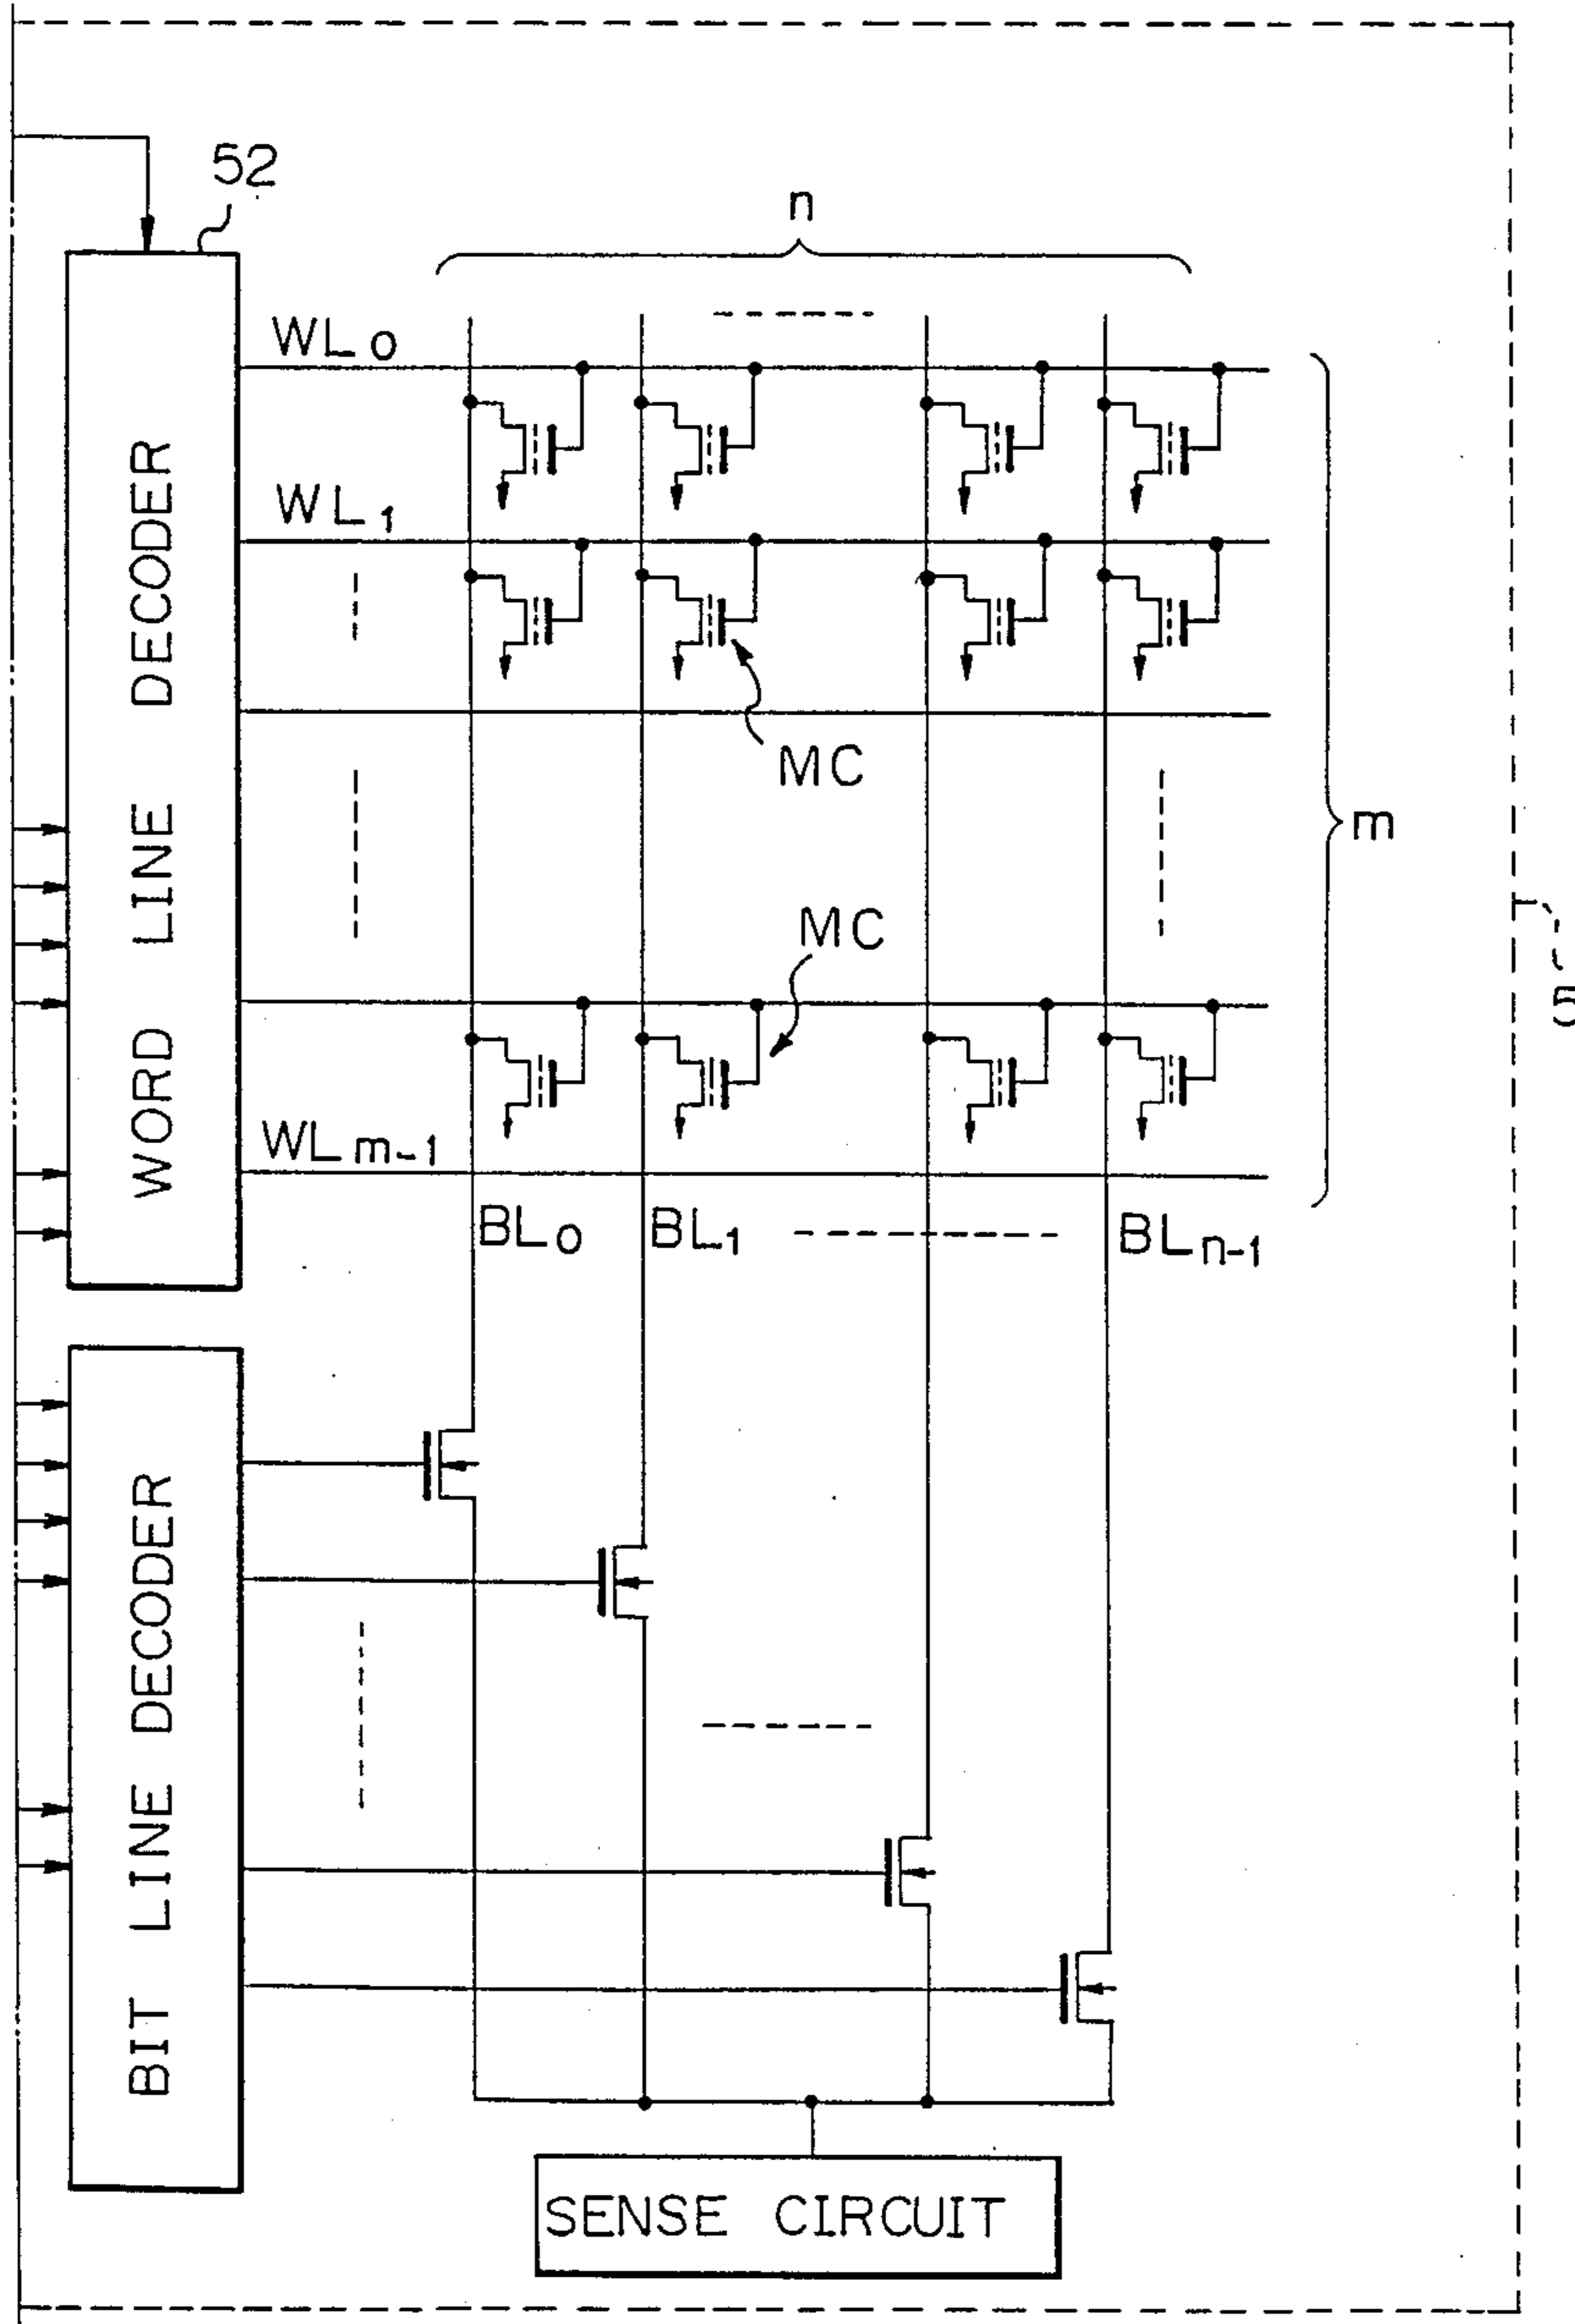 52
n
WL0
WL1
MC
m
MC
5
WLm-1
BL0 BL1 BLn-1
WORD LINE DECODER
BIT LINE DECODER
SENSE CIRCUIT